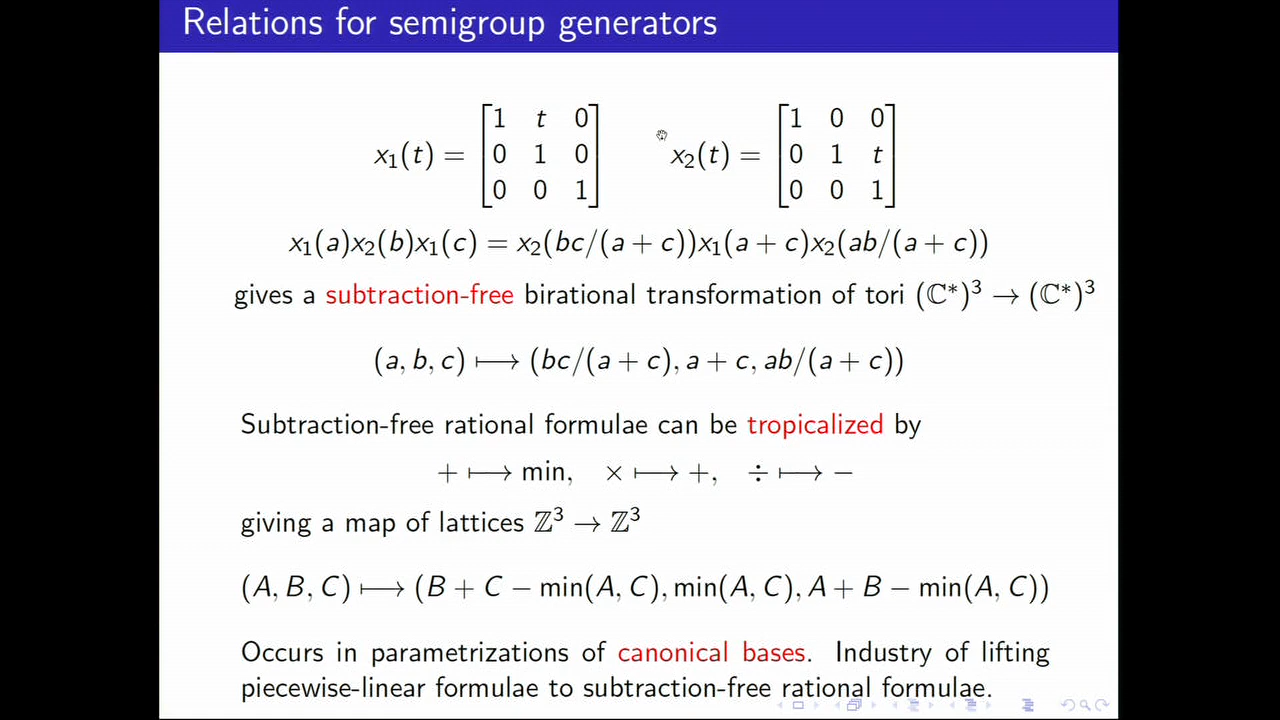 Relations for semigroup generators
x₁(t) = [1 t 0; 0 1 0; 0 0 1]    x₂(t) = [1 0 0; 0 1 t; 0 0 1]
x₁(a)x₂(b)x₁(c) = x₂(bc/(a + c))x₁(a + c)x₂(ab/(a + c))
gives a subtraction-free birational transformation of tori (ℂ*)³ → (ℂ*)³
(a, b, c) ⟼ (bc/(a + c), a + c, ab/(a + c))
Subtraction-free rational formulae can be tropicalized by
+ ⟼ min,   × ⟼ +,   ÷ ⟼ −
giving a map of lattices ℤ³ → ℤ³
(A, B, C) ⟼ (B + C − min(A, C), min(A, C), A + B − min(A, C))
Occurs in parametrizations of canonical bases. Industry of lifting
piecewise-linear formulae to subtraction-free rational formulae.